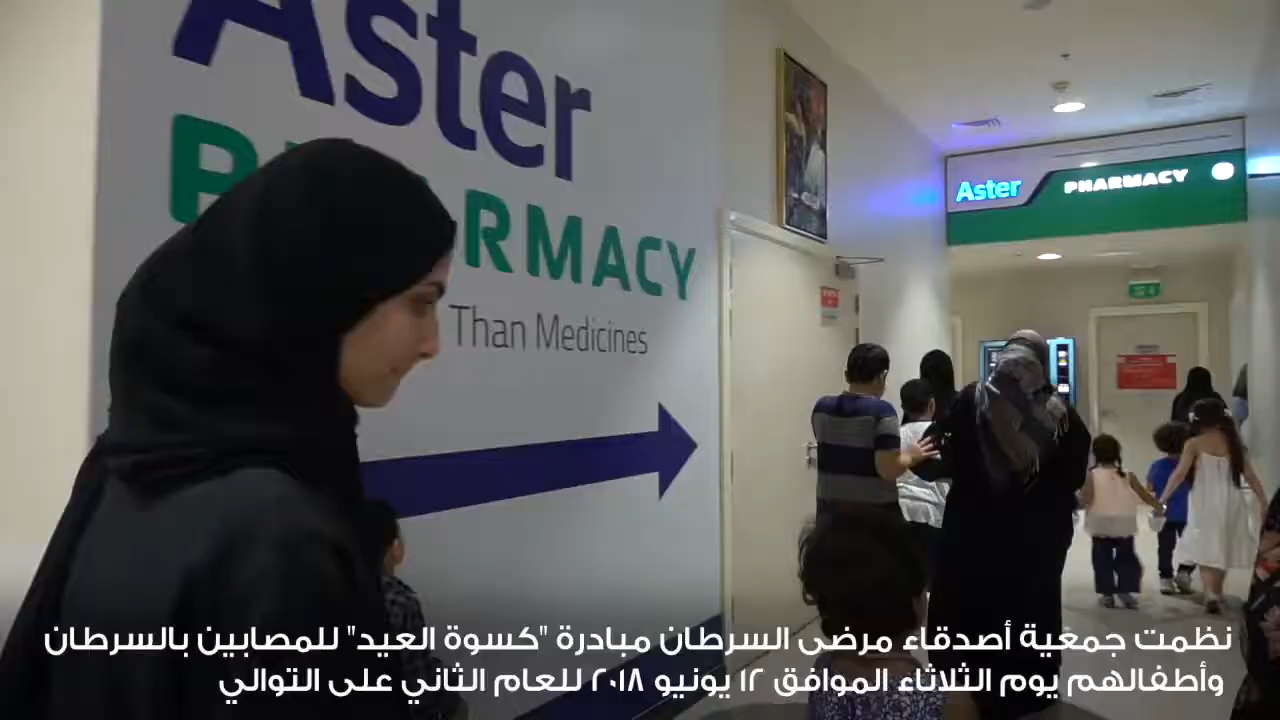 Aster
PHARMACY
Than Medicines
Aster PHARMACY
نظمت جمعية أصدقاء مرضى السرطان مبادرة "كسوة العيد" للمصابين بالسرطان
وأطفالهم يوم الثلاثاء الموافق ١٢ يونيو ٢٠١٨ للعام الثاني على التوالي